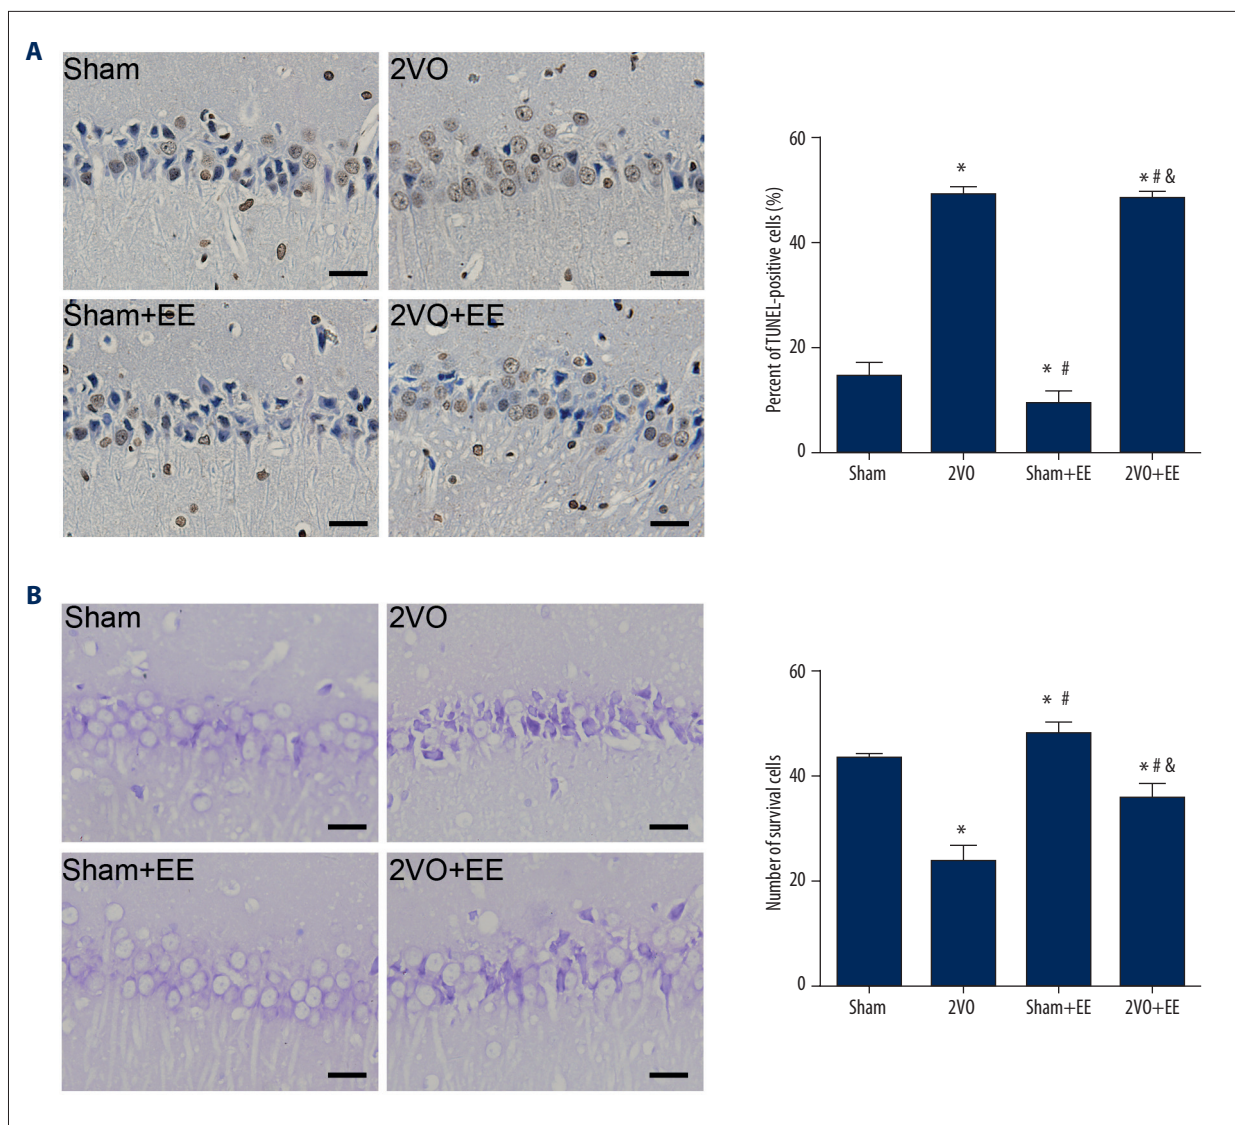 A
Sham
2VO
Sham+EE
2VO+EE
Percent of TUNEL-positive cells (%)
60
40
20
0
*
* #
* # &
Sham
2VO
Sham+EE
2VO+EE
B
Sham
2VO
Sham+EE
2VO+EE
Number of survival cells
60
40
20
0
*
* #
* # &
Sham
2VO
Sham+EE
2VO+EE